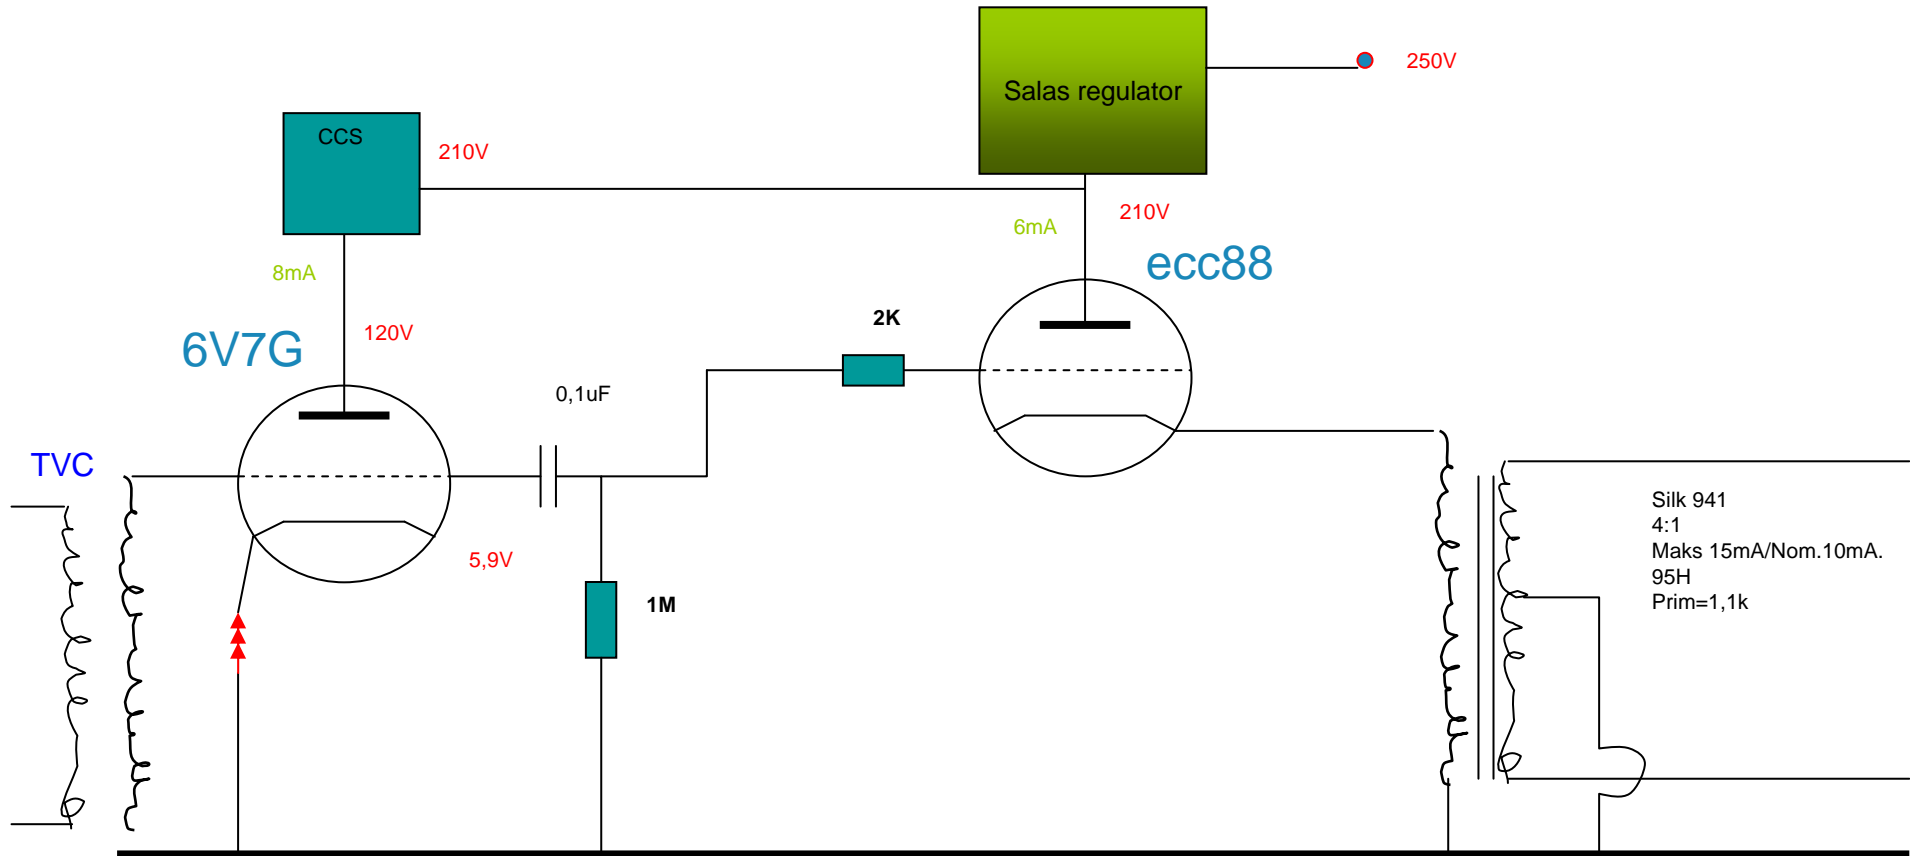 250V
Salas regulator
CCS
210V
210V
6mA
ecc88
8mA
2K
120V
6V7G
0,1uF
TVC
Silk 941
4:1
Maks 15mA/Nom.10mA.
95H
Prim=1,1k
5,9V
1M